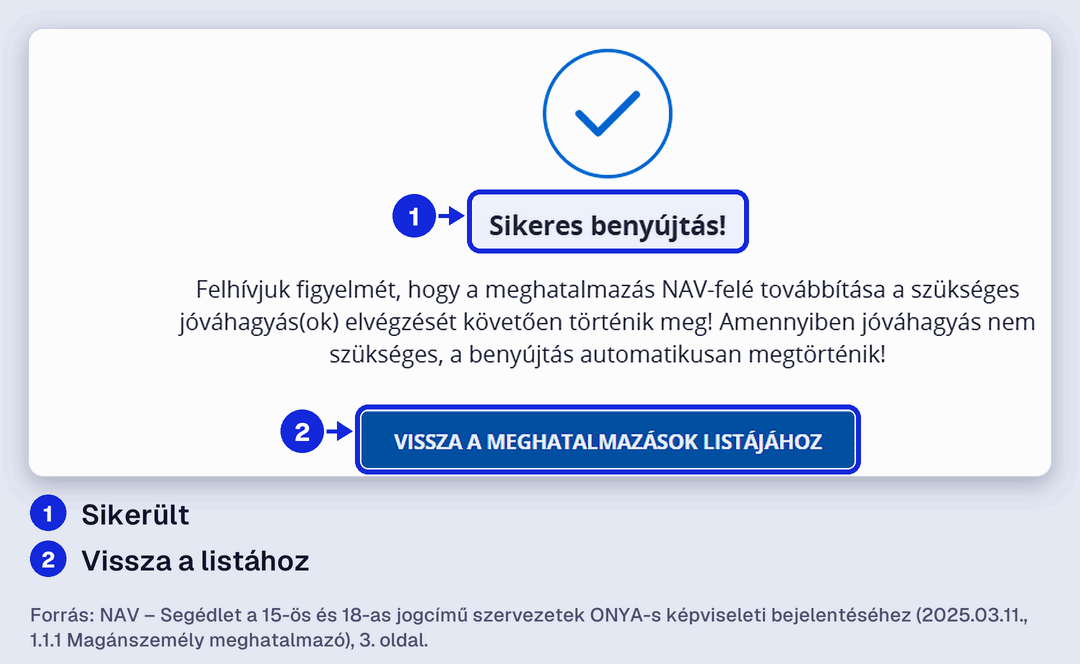 1
Sikeres benyújtás!
Felhívjuk figyelmét, hogy a meghatalmazás NAV-felé továbbítása a szükséges
jóváhagyás(ok) elvégzését követően történik meg! Amennyiben jóváhagyás nem
szükséges, a benyújtás automatikusan megtörténik!
2
VISSZA A MEGHATALMAZÁSOK LISTÁJÁHOZ
1 Sikerült
2 Vissza a listához
Forrás: NAV – Segédlet a 15-ös és 18-as jogcímű szervezetek ONYA-s képviseleti bejelentéséhez (2025.03.11.,
1.1.1 Magánszemély meghatalmazó), 3. oldal.